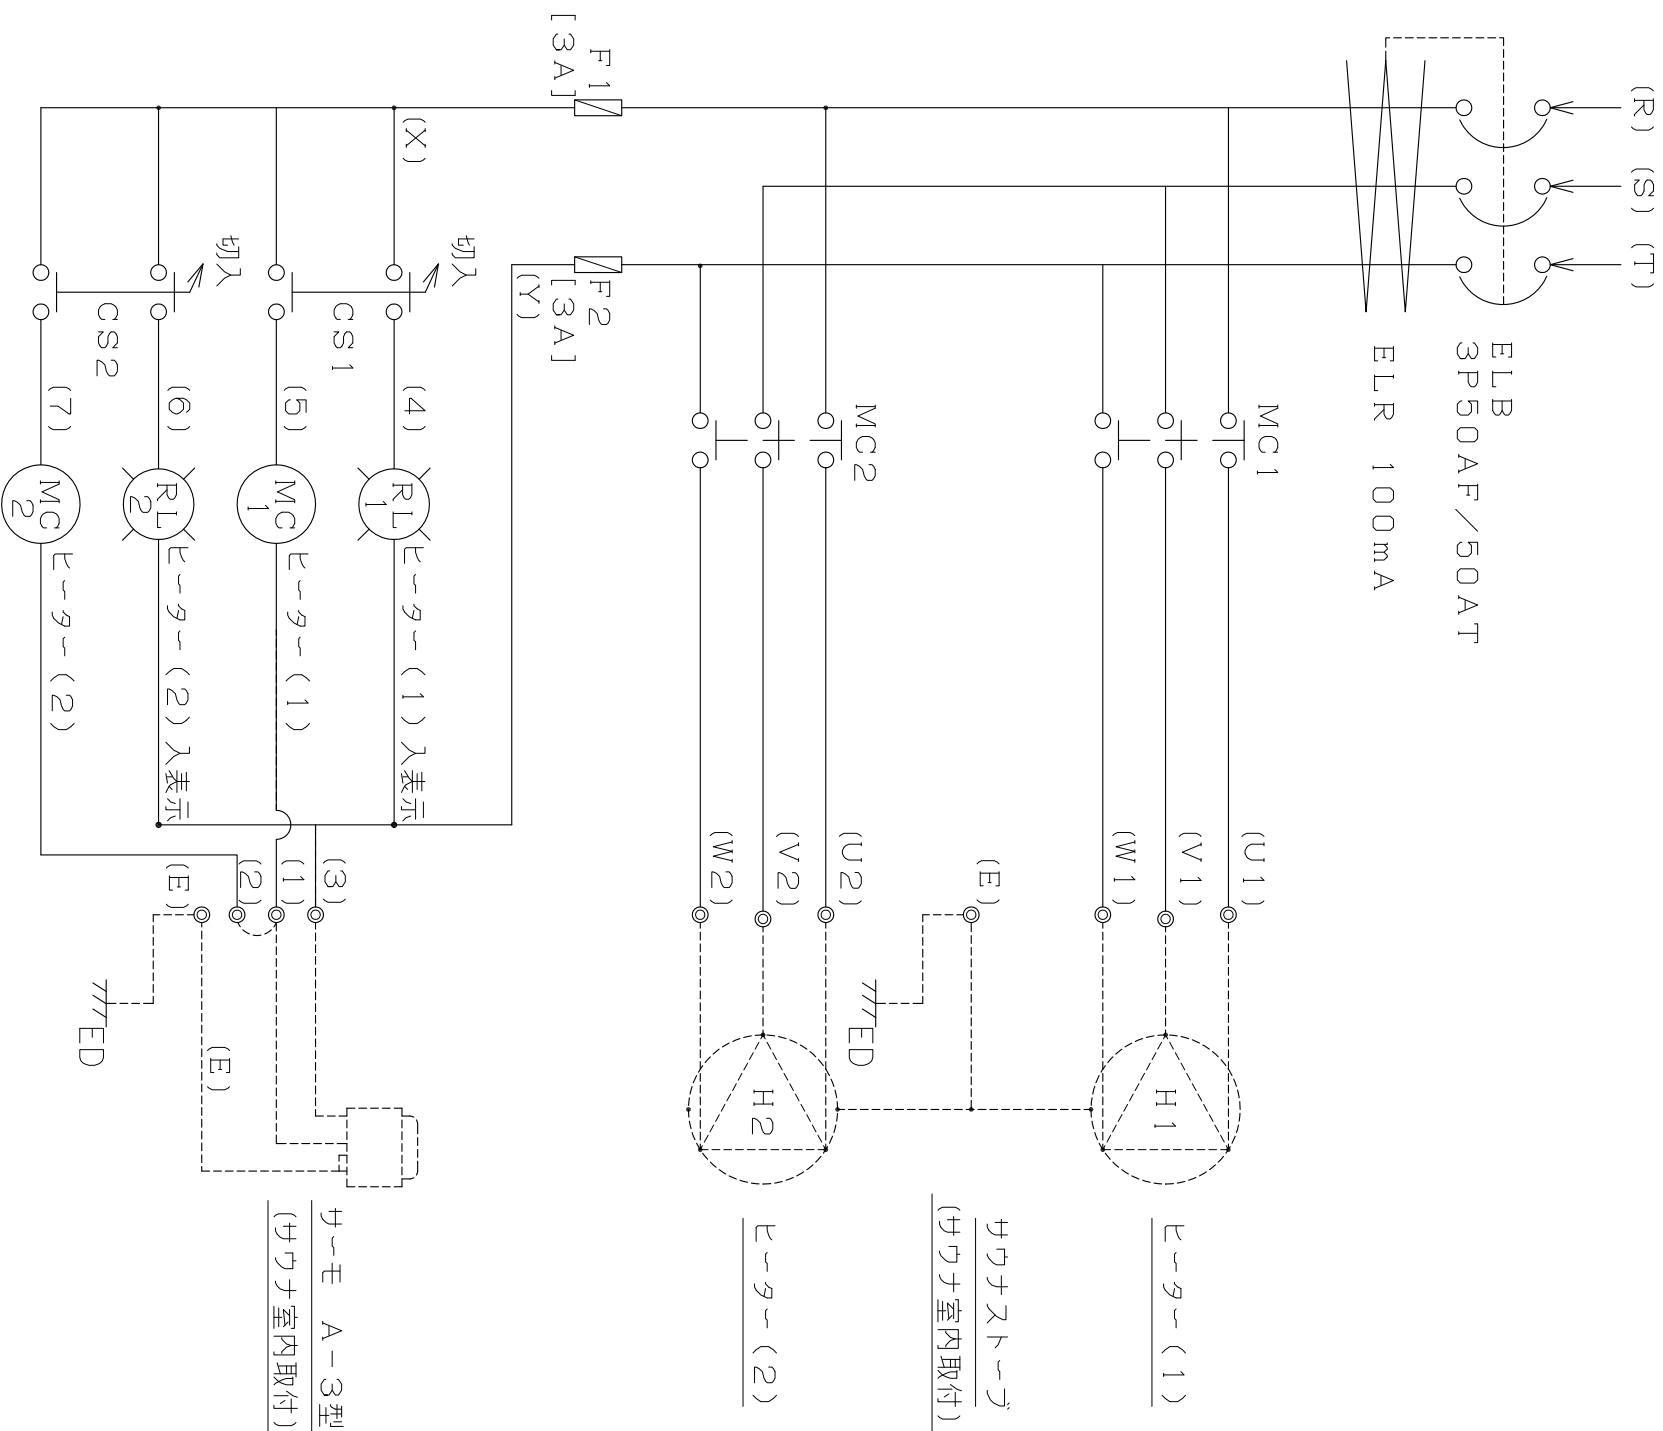 (R)
(S)
(T)
ELB
3P50AF/50AT
ELR 100mA
MC1
(U1)
(V1)
(W1)
H1
ヒーター(1)
(E)
ED
サウナストーブ
(サウナ室内取付)
MC2
(U2)
(V2)
(W2)
H2
ヒーター(2)
F1
[3A]
F2
[3A]
(Y)
(X)
切入
CS1
(4)
RL
1
ヒーター(1)入表示
(5)
MC
1
ヒーター(1)
切入
CS2
(6)
RL
2
ヒーター(2)入表示
(7)
MC
2
ヒーター(2)
(3)
(1)
(2)
(E)
ED
(E)
サーモ A-3型
(サウナ室内取付)